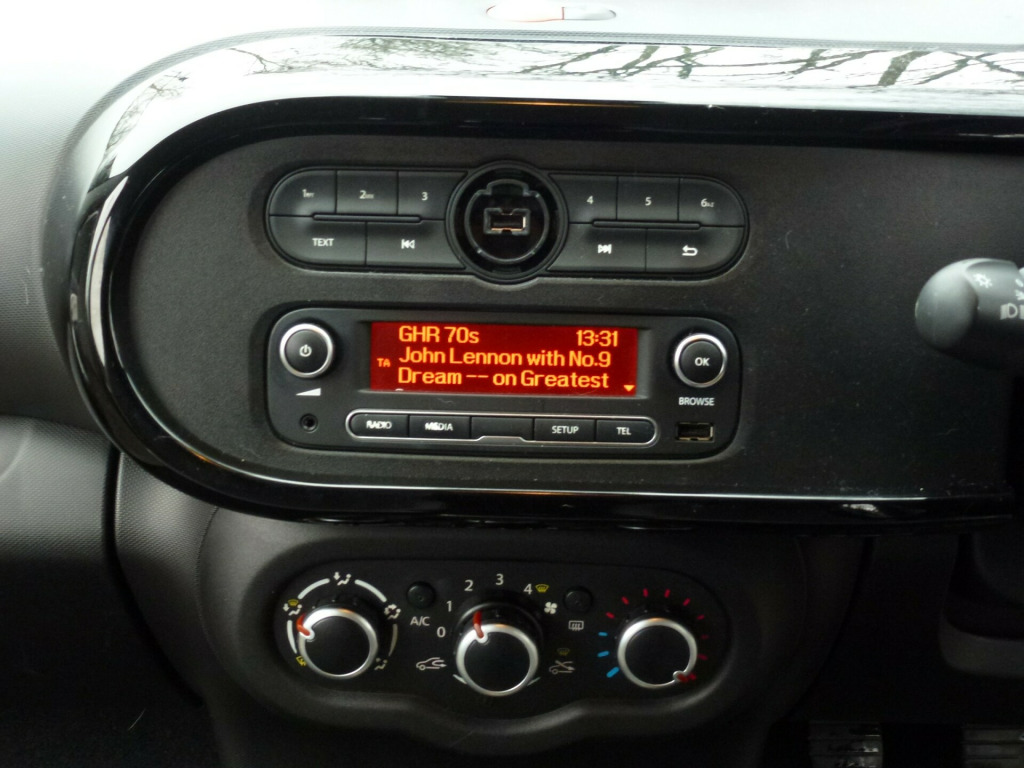 1 2 3 4 5 6
TEXT
GHR 70s 13:31
TA John Lennon with No.9
Dream -- on Greatest
OK
BROWSE
RADIO MEDIA SETUP TEL
A/C 0 1 2 3 4